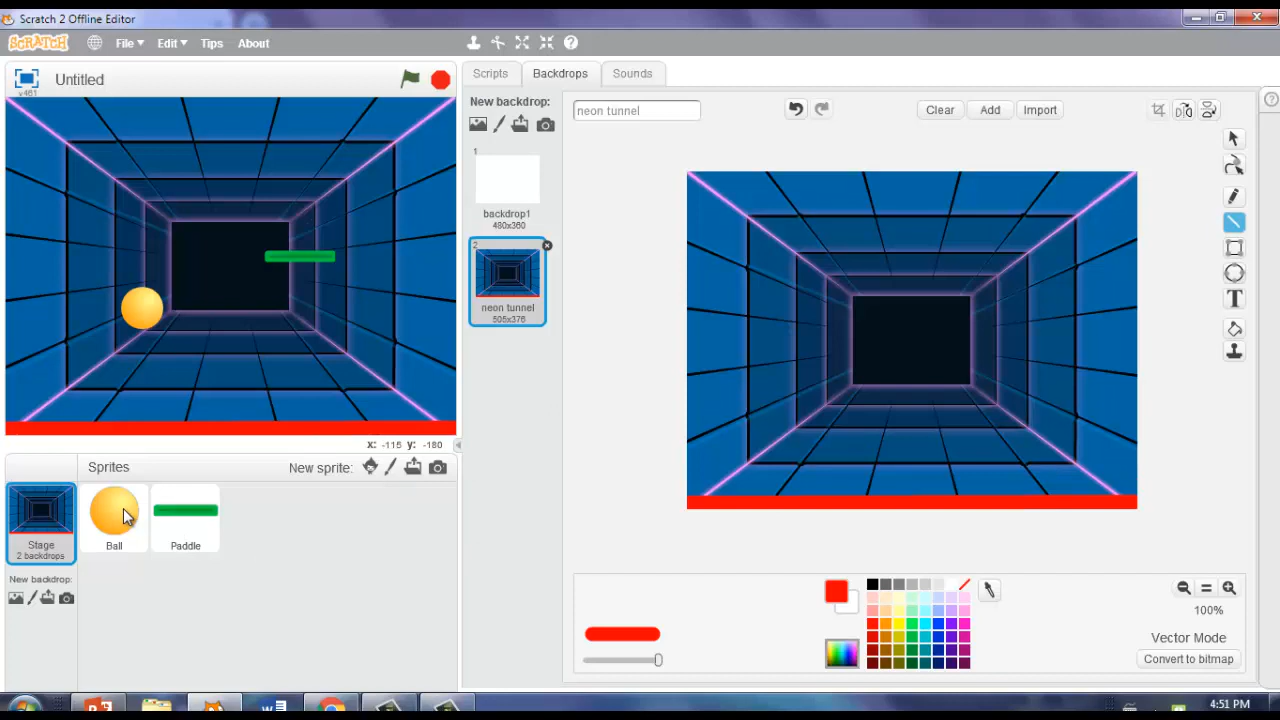 Scratch 2 Offline Editor
SCRATCH File Edit Tips About
Untitled
v461
Scripts Backdrops Sounds
New backdrop:
neon tunnel
Clear Add Import
1
backdrop1
480x360
2
neon tunnel
505x376
x: -115 y: -180
Sprites New sprite:
Stage
2 backdrops
Ball
Paddle
New backdrop:
T
100%
Vector Mode
Convert to bitmap
4:51 PM